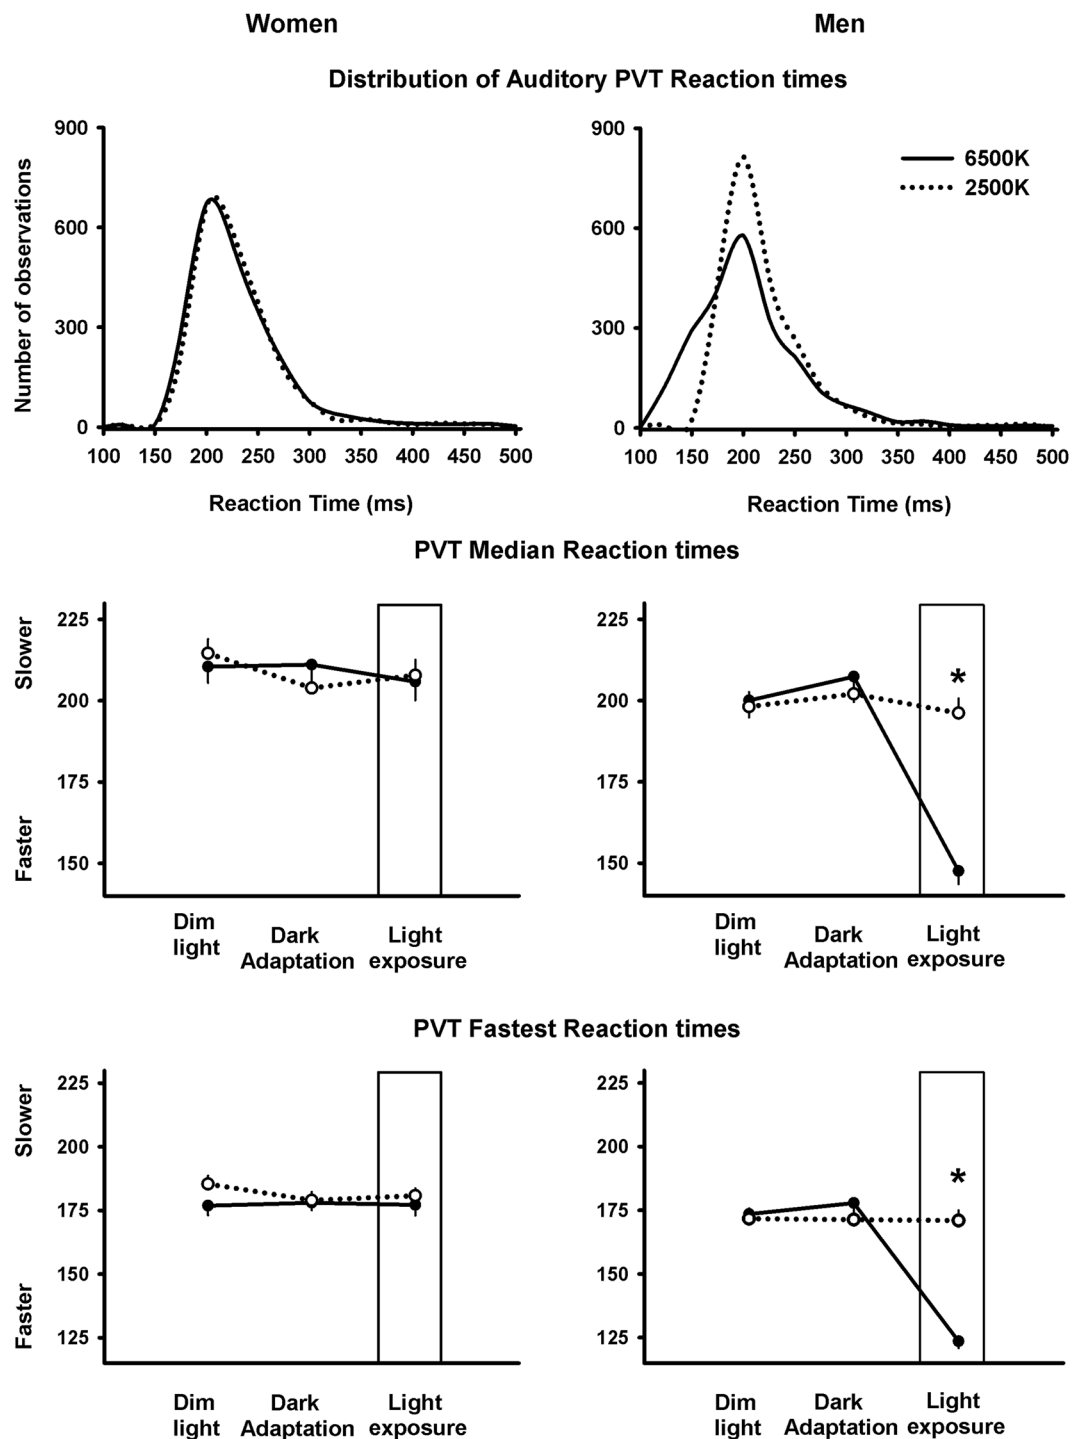 Women
Men
Distribution of Auditory PVT Reaction times
Number of observations
900
600
300
0
100 150 200 250 300 350 400 450 500
Reaction Time (ms)
900
600
300
0
100 150 200 250 300 350 400 450 500
Reaction Time (ms)
6500K
2500K
PVT Median Reaction times
Slower
Faster
225
200
175
150
Dim
light
Dark
Adaptation
Light
exposure
225
200
175
150
*
Dim
light
Dark
Adaptation
Light
exposure
PVT Fastest Reaction times
Slower
Faster
225
200
175
150
125
Dim
light
Dark
Adaptation
Light
exposure
225
200
175
150
125
*
Dim
light
Dark
Adaptation
Light
exposure